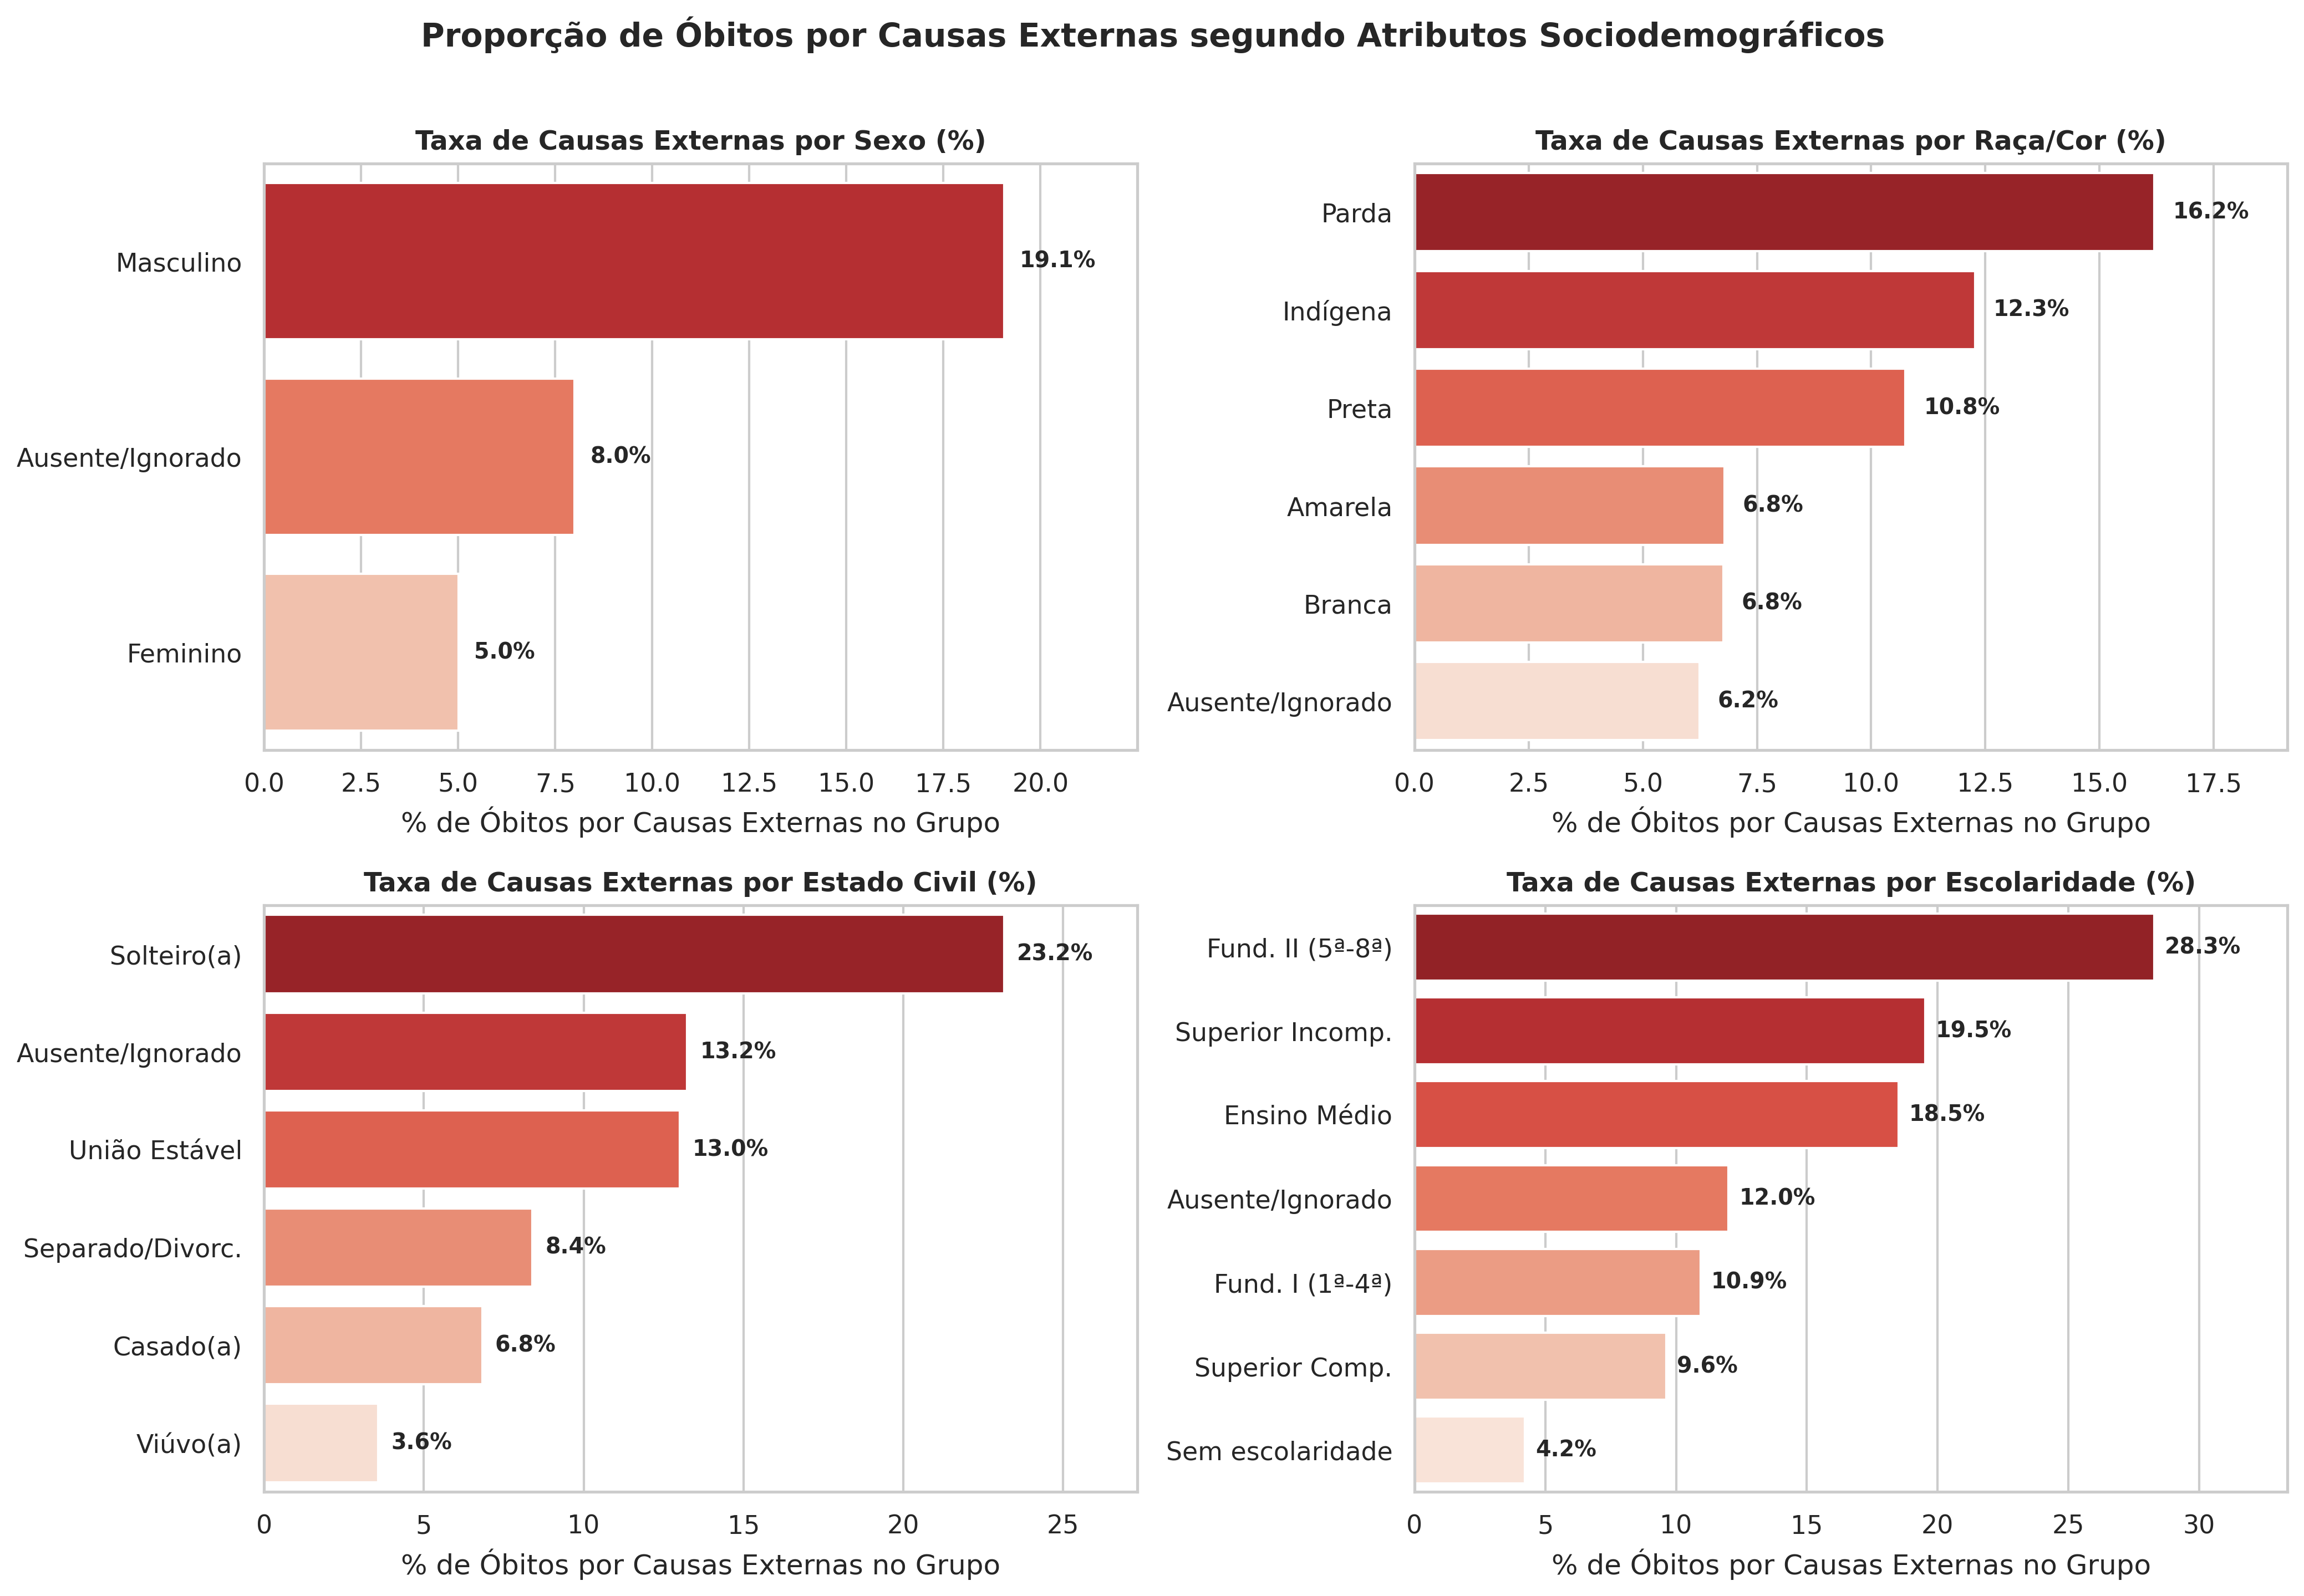 Proporção de Óbitos por Causas Externas segundo Atributos Sociodemográficos
Taxa de Causas Externas por Sexo (%)
Masculino
19.1%
Ausente/Ignorado
8.0%
Feminino
5.0%
0.0 2.5 5.0 7.5 10.0 12.5 15.0 17.5 20.0
% de Óbitos por Causas Externas no Grupo
Taxa de Causas Externas por Raça/Cor (%)
Parda
16.2%
Indígena
12.3%
Preta
10.8%
Amarela
6.8%
Branca
6.8%
Ausente/Ignorado
6.2%
0.0 2.5 5.0 7.5 10.0 12.5 15.0 17.5
% de Óbitos por Causas Externas no Grupo
Taxa de Causas Externas por Estado Civil (%)
Solteiro(a)
23.2%
Ausente/Ignorado
13.2%
União Estável
13.0%
Separado/Divorc.
8.4%
Casado(a)
6.8%
Viúvo(a)
3.6%
0 5 10 15 20 25
% de Óbitos por Causas Externas no Grupo
Taxa de Causas Externas por Escolaridade (%)
Fund. II (5ª-8ª)
28.3%
Superior Incomp.
19.5%
Ensino Médio
18.5%
Ausente/Ignorado
12.0%
Fund. I (1ª-4ª)
10.9%
Superior Comp.
9.6%
Sem escolaridade
4.2%
0 5 10 15 20 25 30
% de Óbitos por Causas Externas no Grupo